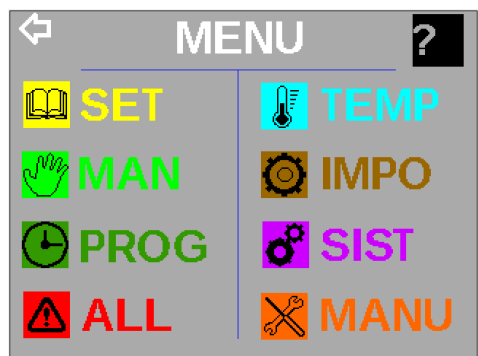 MENU ?
SET
MAN
PROG
ALL
TEMP
IMPO
SIST
MANU